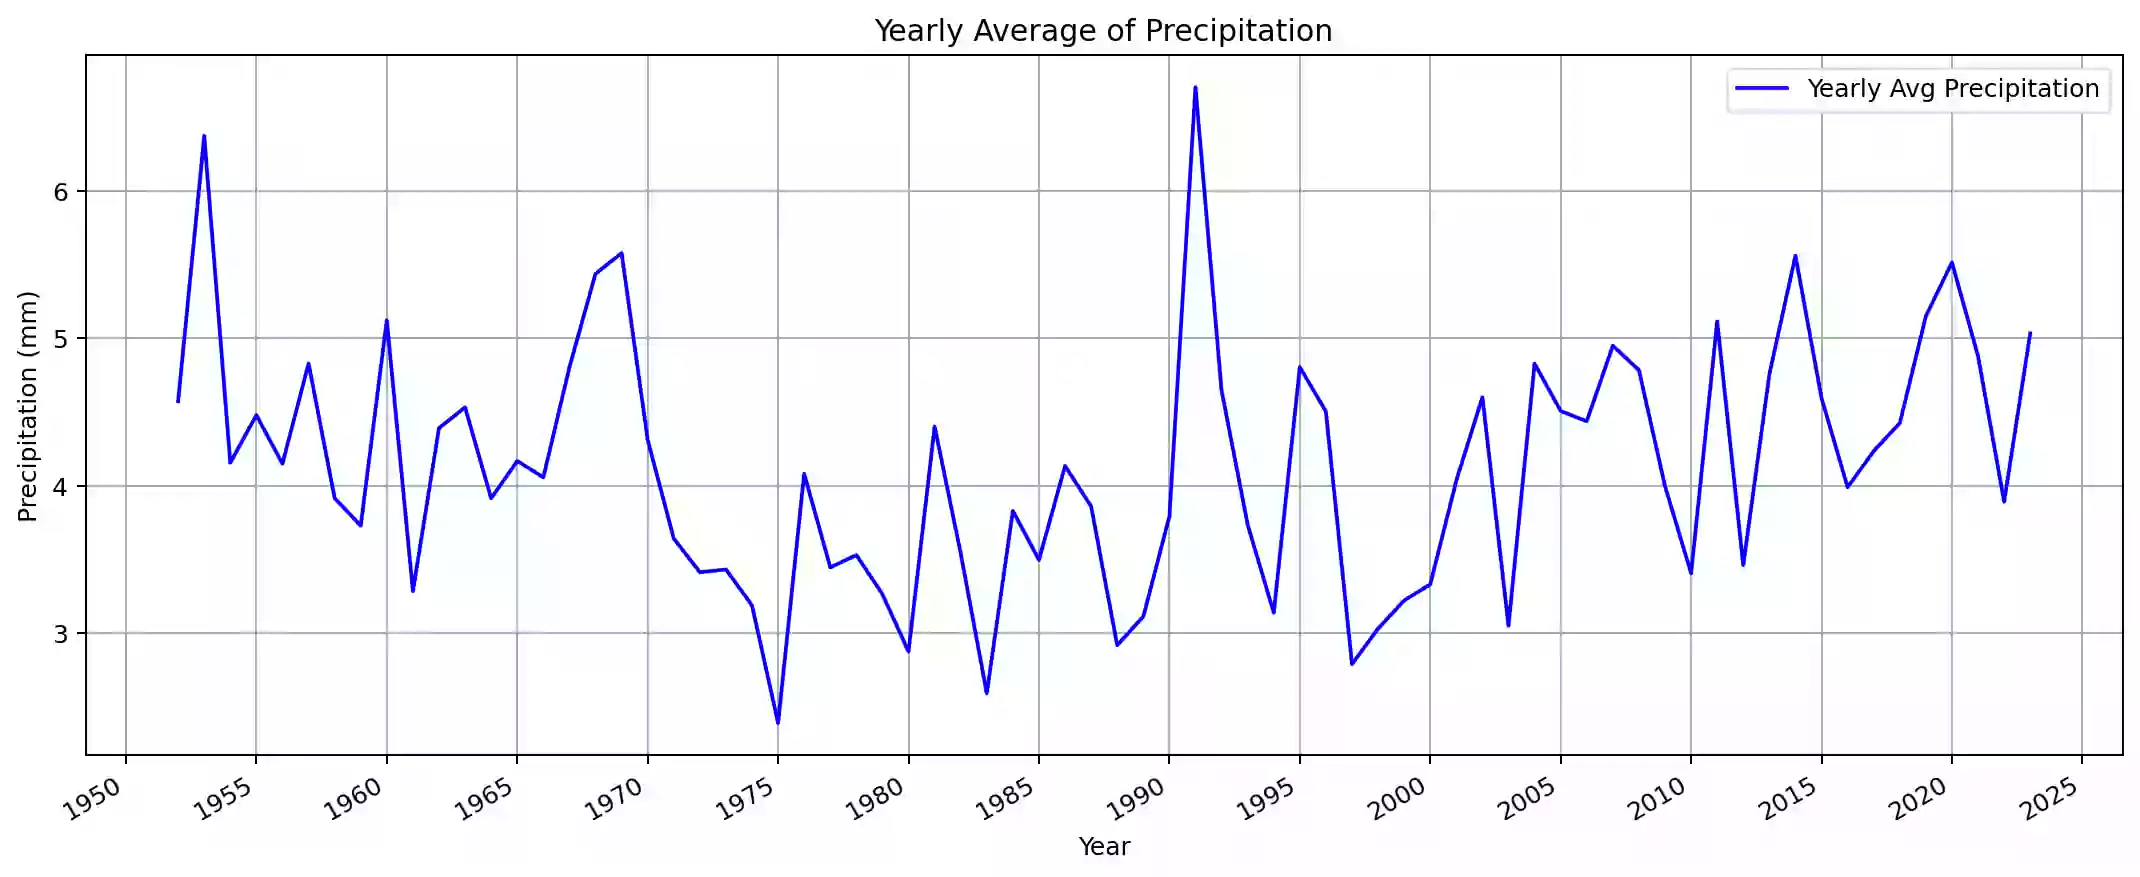 Yearly Average of Precipitation
Yearly Avg Precipitation
Precipitation (mm)
6
5
4
3
1950 1955 1960 1965 1970 1975 1980 1985 1990 1995 2000 2005 2010 2015 2020 2025
Year